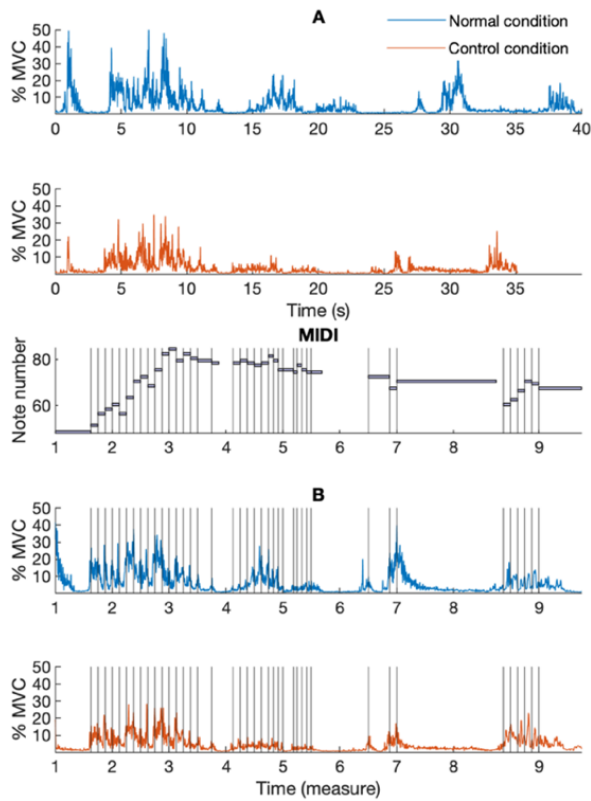 A
Normal condition
Control condition
% MVC
50
40
30
20
10
0 5 10 15 20 25 30 35 40
% MVC
50
40
30
20
10
0 5 10 15 20 25 30 35
Time (s)
MIDI
Note number
80
60
1 2 3 4 5 6 7 8 9
B
% MVC
50
40
30
20
10
1 2 3 4 5 6 7 8 9
% MVC
50
40
30
20
10
1 2 3 4 5 6 7 8 9
Time (measure)